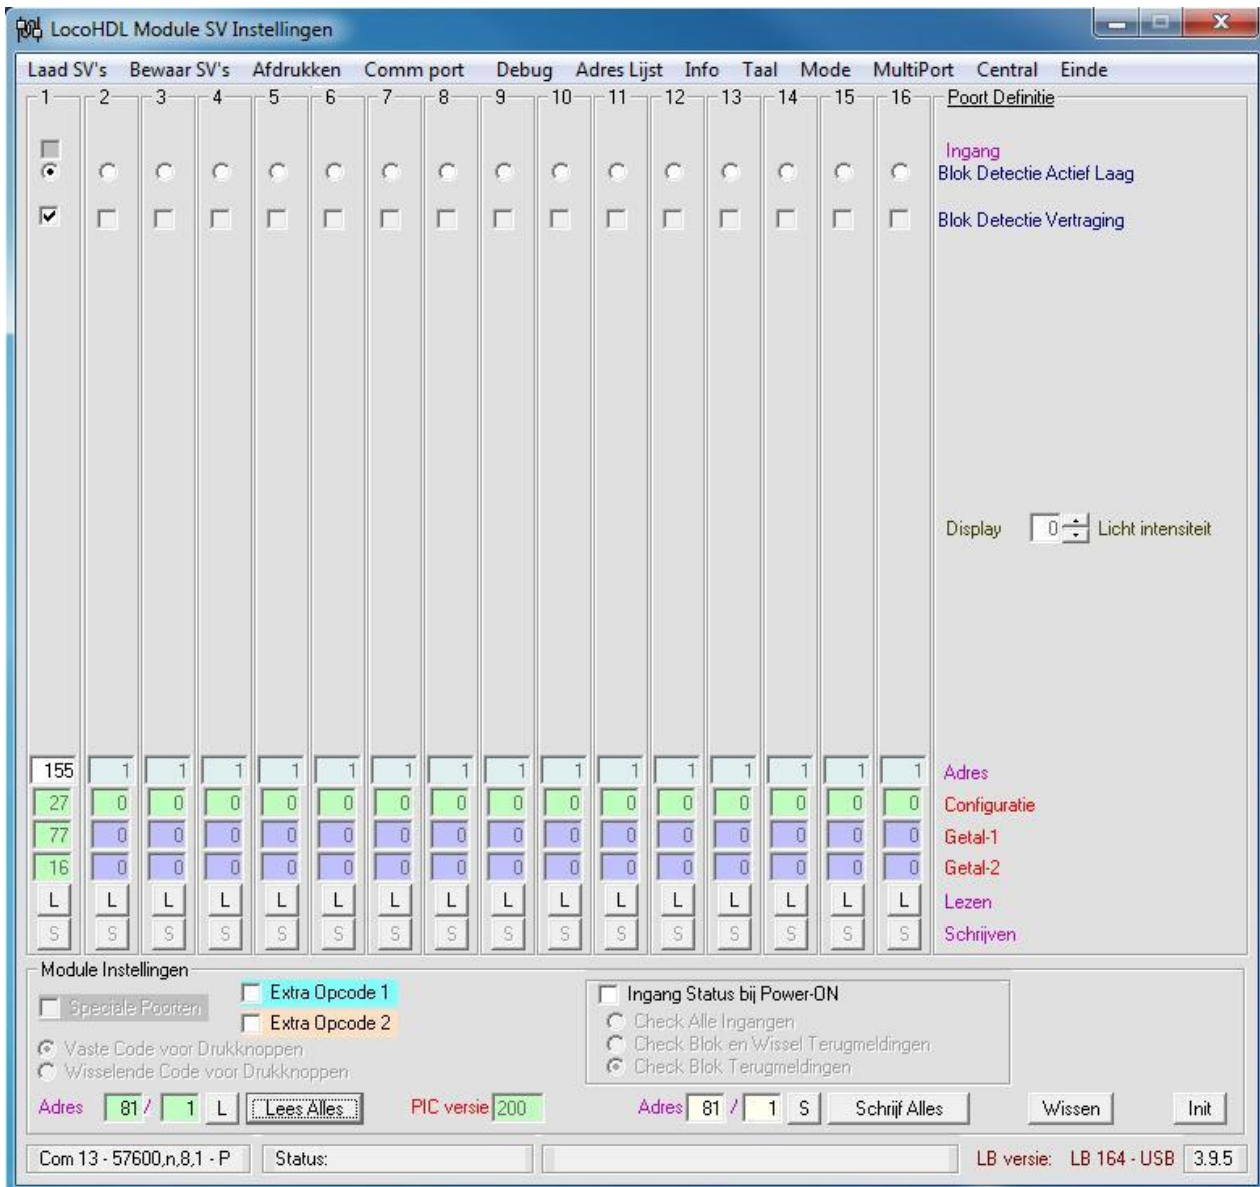 LocoHDL Module SV Instellingen
Laad SV's Bewaar SV's Afdrukken Comm port Debug Adres Lijst Info Taal Mode MultiPort Central Einde
1 2 3 4 5 6 7 8 9 10 11 12 13 14 15 16 Poort Definitie
Ingang
Blok Detectie Actief Laag
Blok Detectie Vertraging
Display 0 Licht intensiteit
155 1 1 1 1 1 1 1 1 1 1 1 1 1 1 1 Adres
27 0 0 0 0 0 0 0 0 0 0 0 0 0 0 0 Configuratie
77 0 0 0 0 0 0 0 0 0 0 0 0 0 0 0 Getal-1
16 0 0 0 0 0 0 0 0 0 0 0 0 0 0 0 Getal-2
L L L L L L L L L L L L L L L L Lezen
S S S S S S S S S S S S S S S S Schrijven
Module Instellingen
Speciale Poorten
Extra Opcode 1
Extra Opcode 2
Vaste Code voor Drukknoppen
Wisselende Code voor Drukknoppen
Ingang Status bij Power-ON
Check Alle Ingangen
Check Blok en Wissel Terugmeldingen
Check Blok Terugmeldingen
Adres 81 / 1 L Lees Alles PIC versie 200 Adres 81 / 1 S Schrijf Alles Wissen Init
Com 13 - 57600,n,8,1 - P Status: LB versie: LB 164 - USB 3.9.5